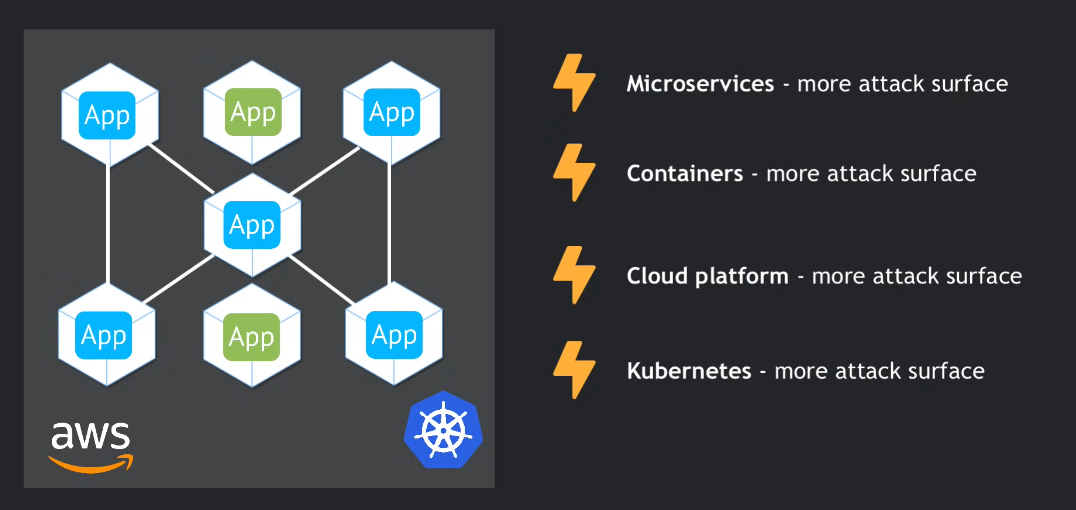 App
App
App
App
App
App
App
aws
Microservices - more attack surface
Containers - more attack surface
Cloud platform - more attack surface
Kubernetes - more attack surface